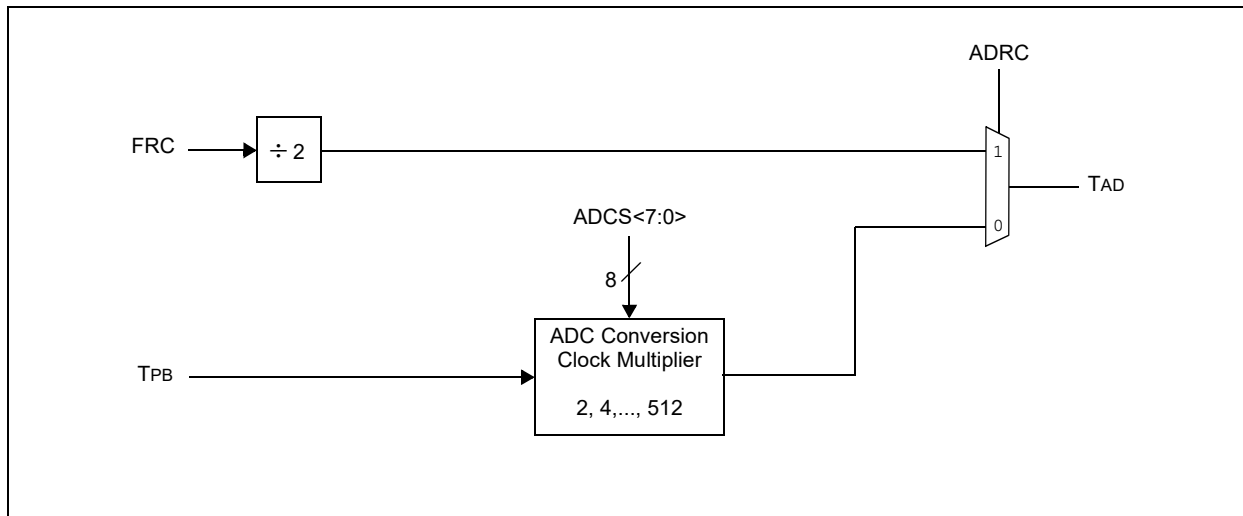 ADRC
FRC
÷ 2
1
TAD
ADCS<7:0>
0
8
ADC Conversion
Clock Multiplier
TPB
2, 4,..., 512